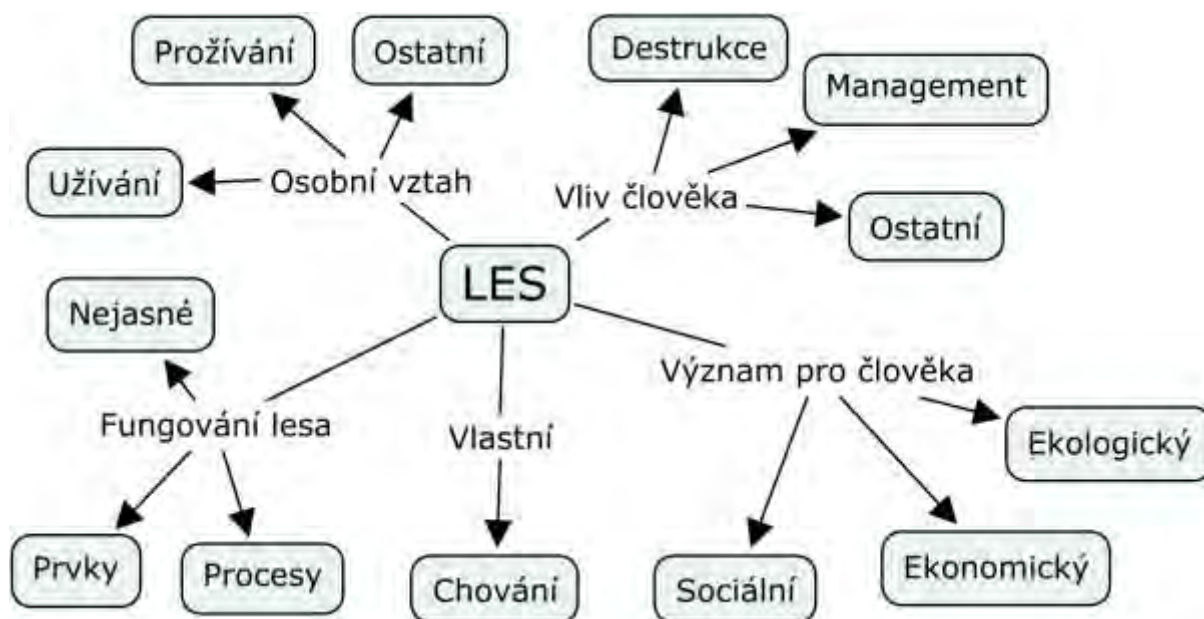 Prožívání
Ostatní
Destrukce
Management
Užívání
Osobní vztah
Vliv člověka
Ostatní
LES
Nejasné
Význam pro člověka
Fungování lesa
Vlastní
Ekologický
Prvky
Procesy
Chování
Sociální
Ekonomický